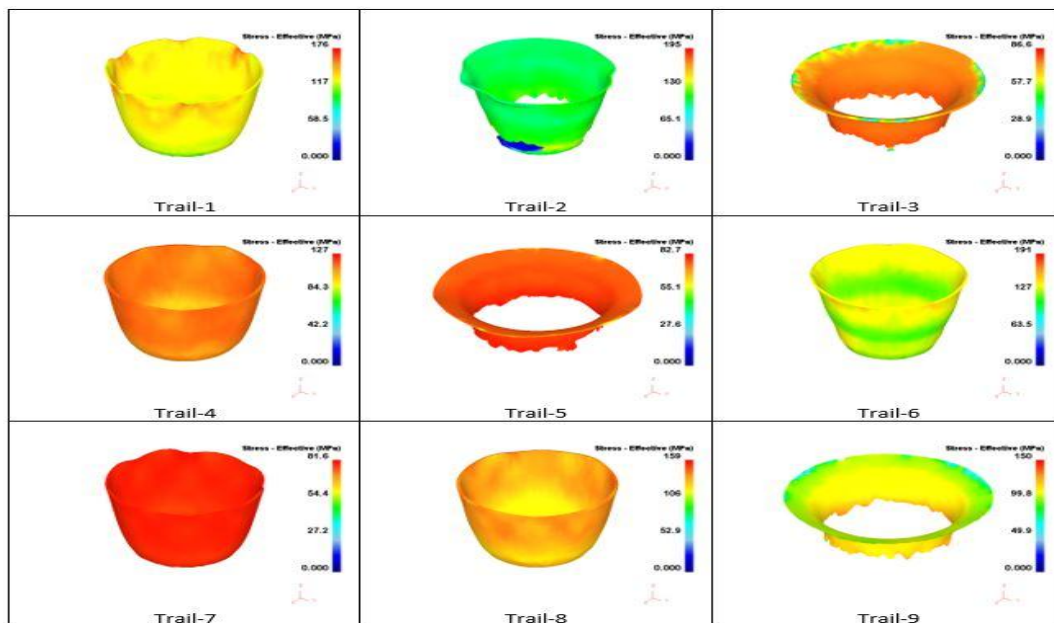 Stress - Effective (MPa)
176
117
58.5
0.000
Trail-1
Stress - Effective (MPa)
195
130
65.1
0.000
Trail-2
Stress - Effective (MPa)
86.6
57.7
28.9
0.000
Trail-3
Stress - Effective (MPa)
127
84.3
42.2
0.000
Trail-4
Stress - Effective (MPa)
82.7
55.1
27.6
0.000
Trail-5
Stress - Effective (MPa)
191
127
63.5
0.000
Trail-6
Stress - Effective (MPa)
81.6
54.4
27.2
0.000
Trail-7
Stress - Effective (MPa)
159
106
52.9
0.000
Trail-8
Stress - Effective (MPa)
150
99.8
49.9
0.000
Trail-9